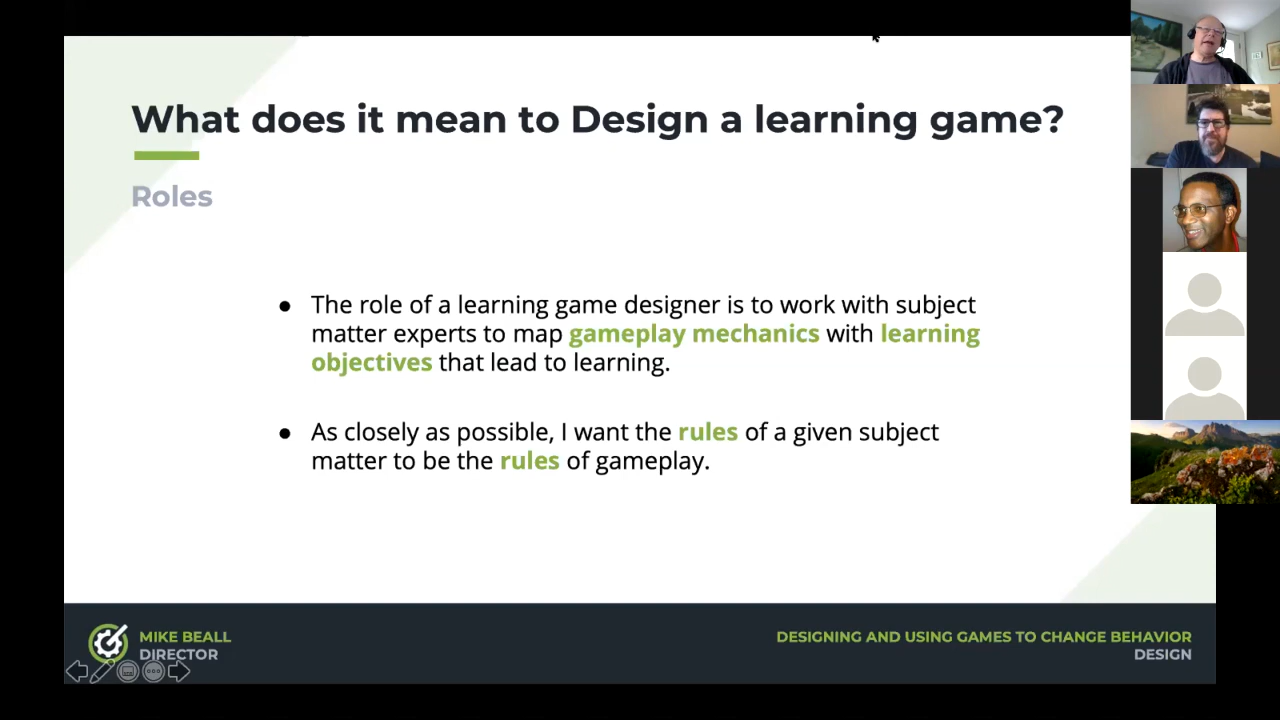 What does it mean to Design a learning game?
Roles
● The role of a learning game designer is to work with subject
matter experts to map gameplay mechanics with learning
objectives that lead to learning.
● As closely as possible, I want the rules of a given subject
matter to be the rules of gameplay.
MIKE BEALL
DIRECTOR
DESIGNING AND USING GAMES TO CHANGE BEHAVIOR
DESIGN